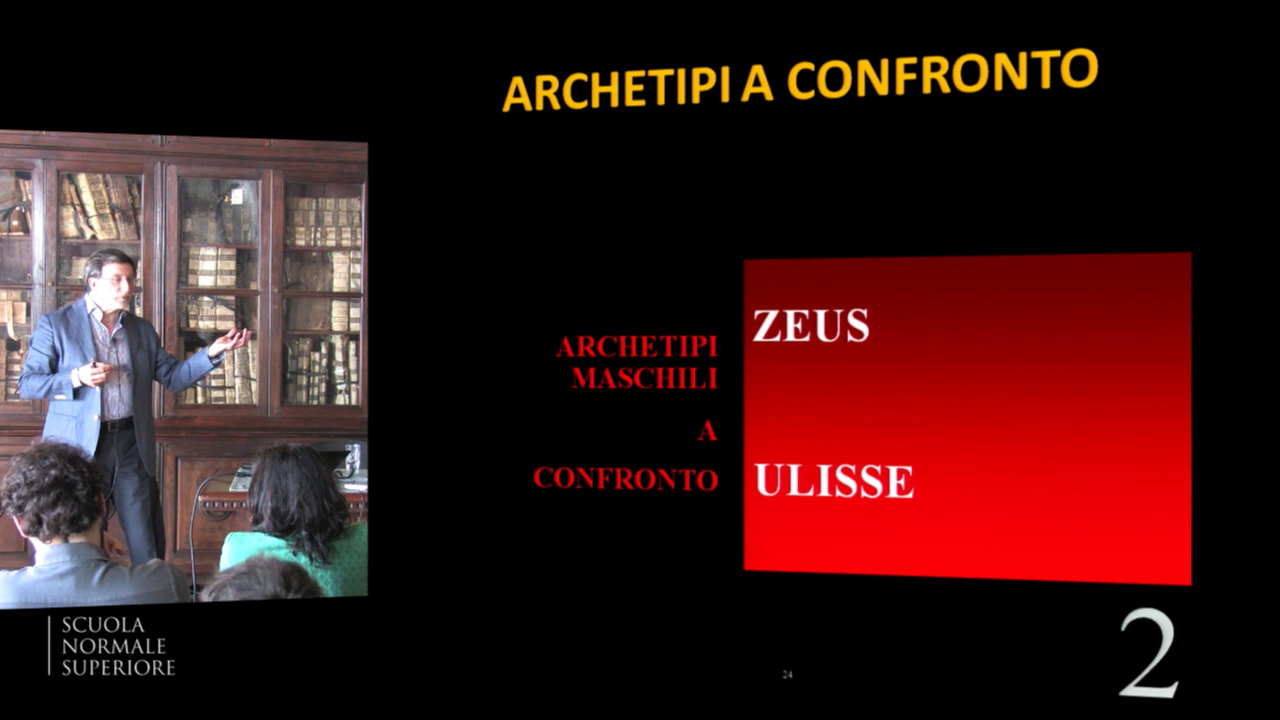 ARCHETIPI A CONFRONTO
ARCHETIPI
MASCHILI
A
CONFRONTO
ZEUS
ULISSE
SCUOLA
NORMALE
SUPERIORE
24
2